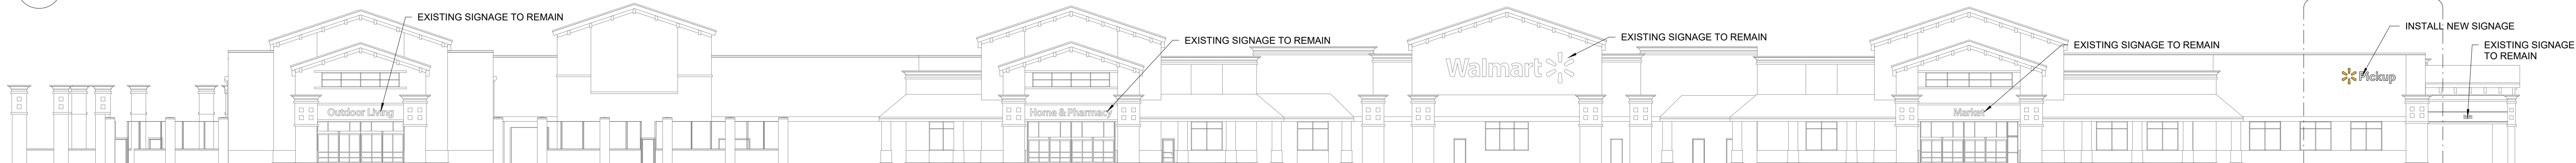 EXISTING SIGNAGE TO REMAIN
Outdoor Living
EXISTING SIGNAGE TO REMAIN
Home & Pharmacy
EXISTING SIGNAGE TO REMAIN
Walmart
EXISTING SIGNAGE TO REMAIN
Market
INSTALL NEW SIGNAGE
Pickup
EXISTING SIGNAGE
TO REMAIN